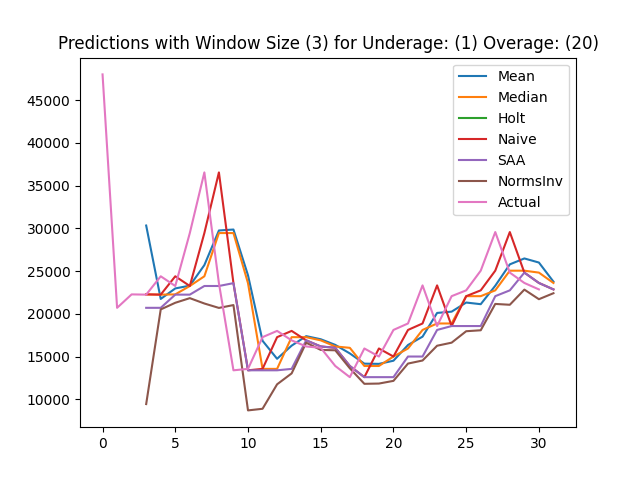 Predictions with Window Size (3) for Underage: (1) Overage: (20)
Mean
Median
Holt
Naive
SAA
NormsInv
Actual
45000
40000
35000
30000
25000
20000
15000
10000
0 5 10 15 20 25 30